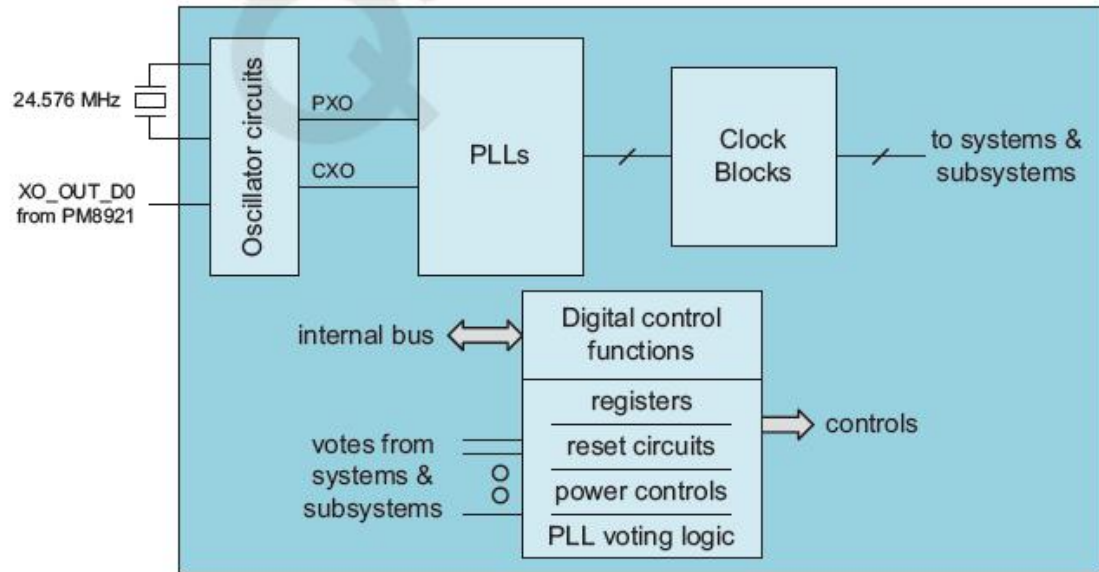 24.576 MHz
XO_OUT_D0
from PM8921
Oscillator circuits
PXO
CXO
PLLs
Clock
Blocks
to systems &
subsystems
internal bus
Digital control
functions
registers
reset circuits
power controls
PLL voting logic
votes from
systems &
subsystems
controls